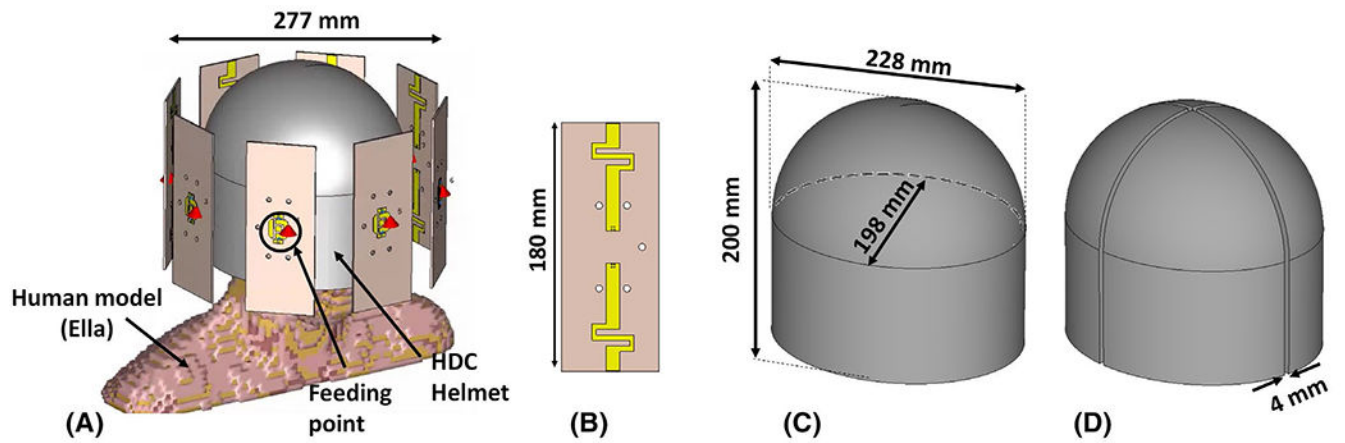 277 mm
Human model
(Ella)
Feeding
point
HDC
Helmet
(A)
180 mm
(B)
228 mm
200 mm
198 mm
(C)
4 mm
(D)